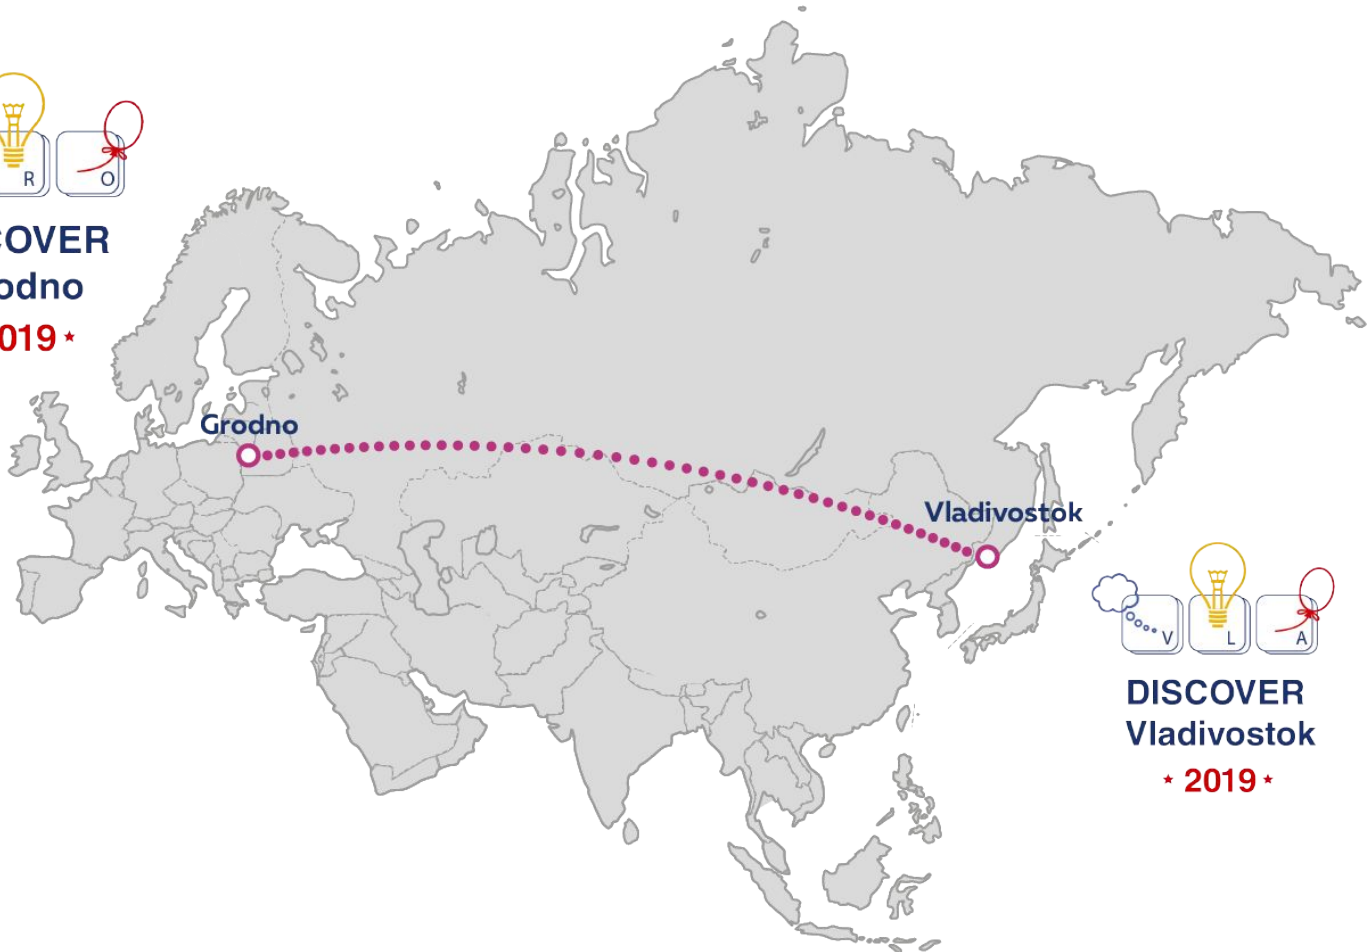 R O
COVER
odno
019 *
Grodno
Vladivostok
V L A
DISCOVER
Vladivostok
* 2019 *